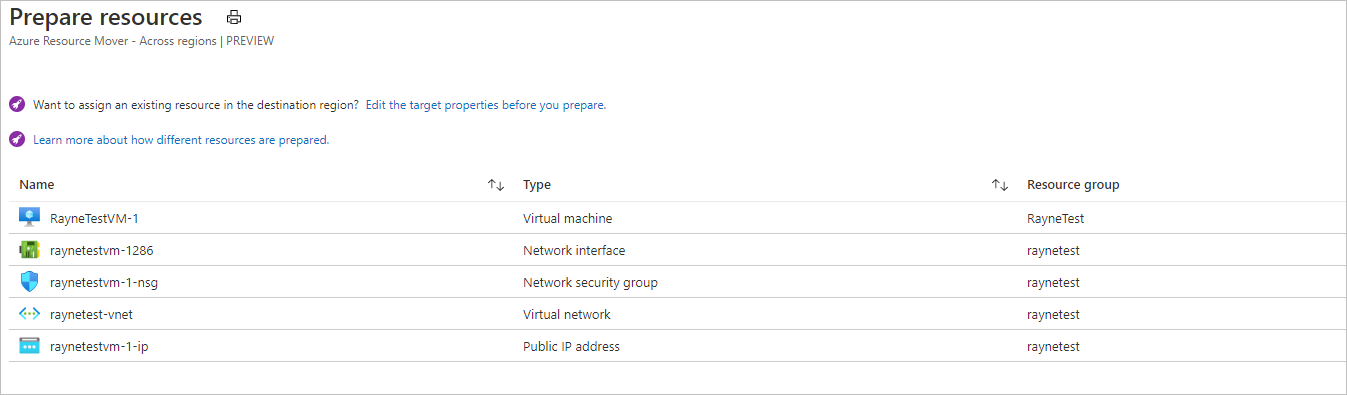 Prepare resources
Azure Resource Mover - Across regions | PREVIEW
Want to assign an existing resource in the destination region? Edit the target properties before you prepare.
Learn more about how different resources are prepared.
Name Type Resource group
RayneTestVM-1 Virtual machine RayneTest
raynetestvm-1286 Network interface raynetest
raynetestvm-1-nsg Network security group raynetest
raynetest-vnet Virtual network raynetest
raynetestvm-1-ip Public IP address raynetest